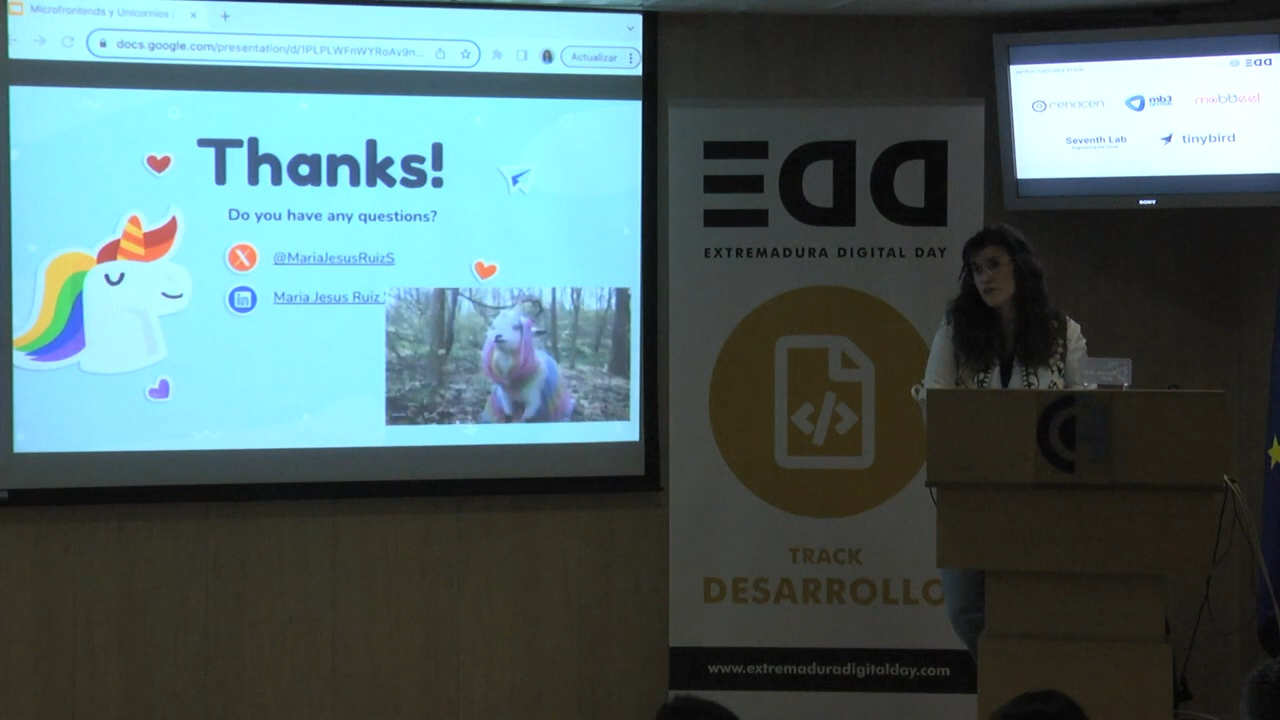 Microfrontends y Unicornios
docs.google.com/presentation/d/1PLPLWFnWYRoAv9n...
Actualizar
Thanks!
Do you have any questions?
@MariaJesusRuizS
Maria Jesus Ruiz
EDD
EXTREMADURA DIGITAL DAY
</>
TRACK
DESARROLLO
www.extremaduradigitalday.com
EDD
renacen
mb3
mobbeel
Seventh Lab
tinybird
SONY